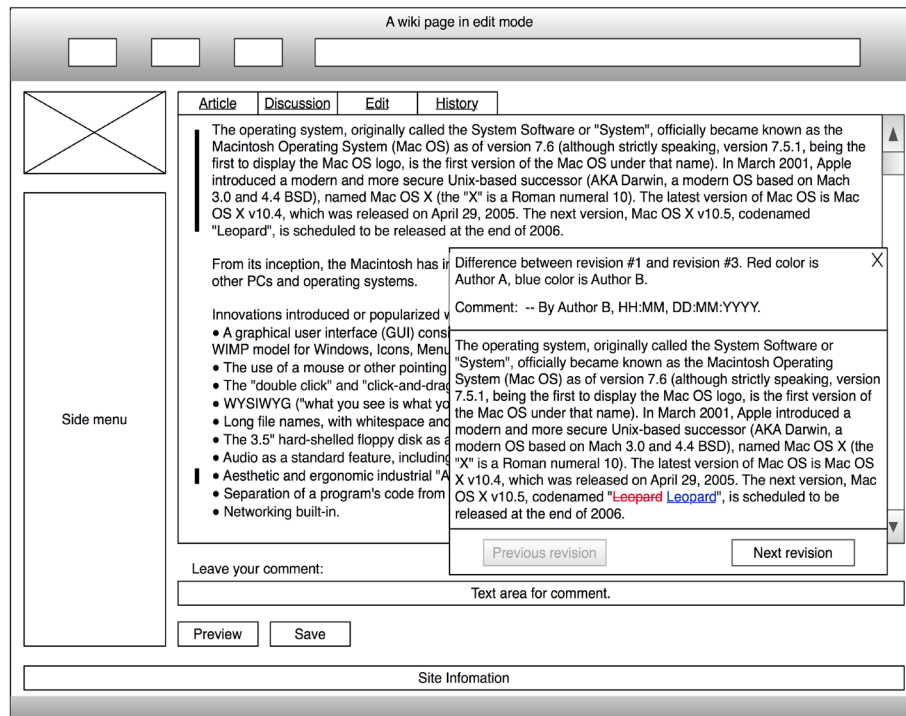 A wiki page in edit mode
Article Discussion Edit History
The operating system, originally called the System Software or "System", officially became known as the
Macintosh Operating System (Mac OS) as of version 7.6 (although strictly speaking, version 7.5.1, being the
first to display the Mac OS logo, is the first version of the Mac OS under that name). In March 2001, Apple
introduced a modern and more secure Unix-based successor (AKA Darwin, a modern OS based on Mach
3.0 and 4.4 BSD), named Mac OS X (the "X" is a Roman numeral 10). The latest version of Mac OS is Mac
OS X v10.4, which was released on April 29, 2005. The next version, Mac OS X v10.5, codenamed
"Leopard", is scheduled to be released at the end of 2006.
From its inception, the Macintosh has
other PCs and operating systems.
Innovations introduced or popularized
• A graphical user interface (GUI)
WIMP model for Windows, Icons,
• The use of a mouse or other pointing
• The "double click" and
• WYSIWYG ("what you see is what
• Long file names, with whitespace
• The 3.5" hard-shelled floppy disk as
• Audio as a standard feature, including
• Aesthetic and ergonomic industrial
• Separation of a program's code from
• Networking built-in.
Side menu
Difference between revision #1 and revision #3. Red color is
Author A, blue color is Author B.
X
Comment: -- By Author B, HH:MM, DD:MM:YYYY.
The operating system, originally called the System Software or
"System", officially became known as the Macintosh Operating
System (Mac OS) as of version 7.6 (although strictly speaking, version
7.5.1, being the first to display the Mac OS logo, is the first version of
the Mac OS under that name). In March 2001, Apple introduced a
modern and more secure Unix-based successor (AKA Darwin, a
modern OS based on Mach 3.0 and 4.4 BSD), named Mac OS X (the
"X" is a Roman numeral 10). The latest version of Mac OS is Mac OS
X v10.4, which was released on April 29, 2005. The next version, Mac
OS X v10.5, codenamed "Leopard Leopard", is scheduled to be
released at the end of 2006.
Previous revision Next revision
Leave your comment:
Text area for comment.
Preview Save
Site Infomation